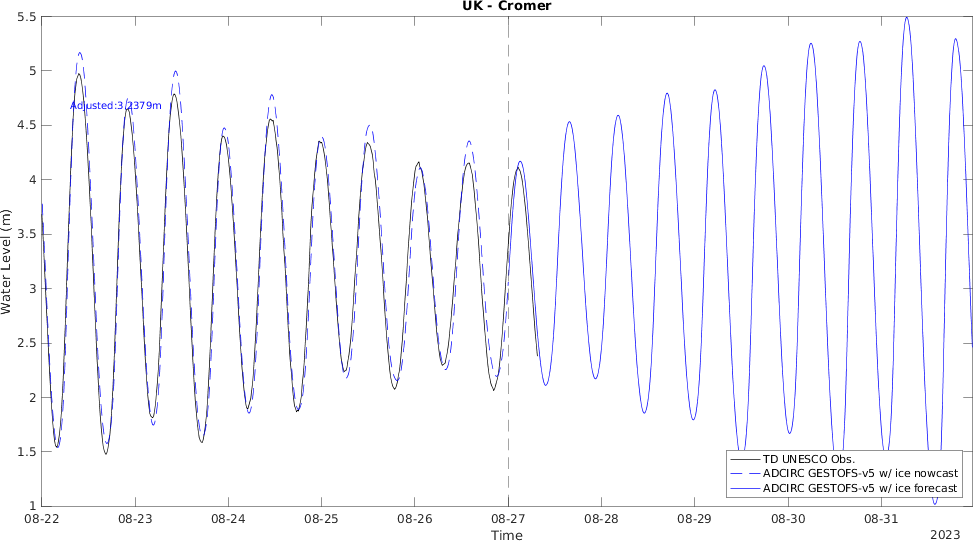 UK - Cromer
5.5
5
4.5
4
3.5
3
2.5
2
1.5
1
Water Level (m)
Adjusted:3.2379m
TD UNESCO Obs.
ADCIRC GESTOFS-v5 w/ ice nowcast
ADCIRC GESTOFS-v5 w/ ice forecast
08-22 08-23 08-24 08-25 08-26 08-27 08-28 08-29 08-30 08-31
Time
2023